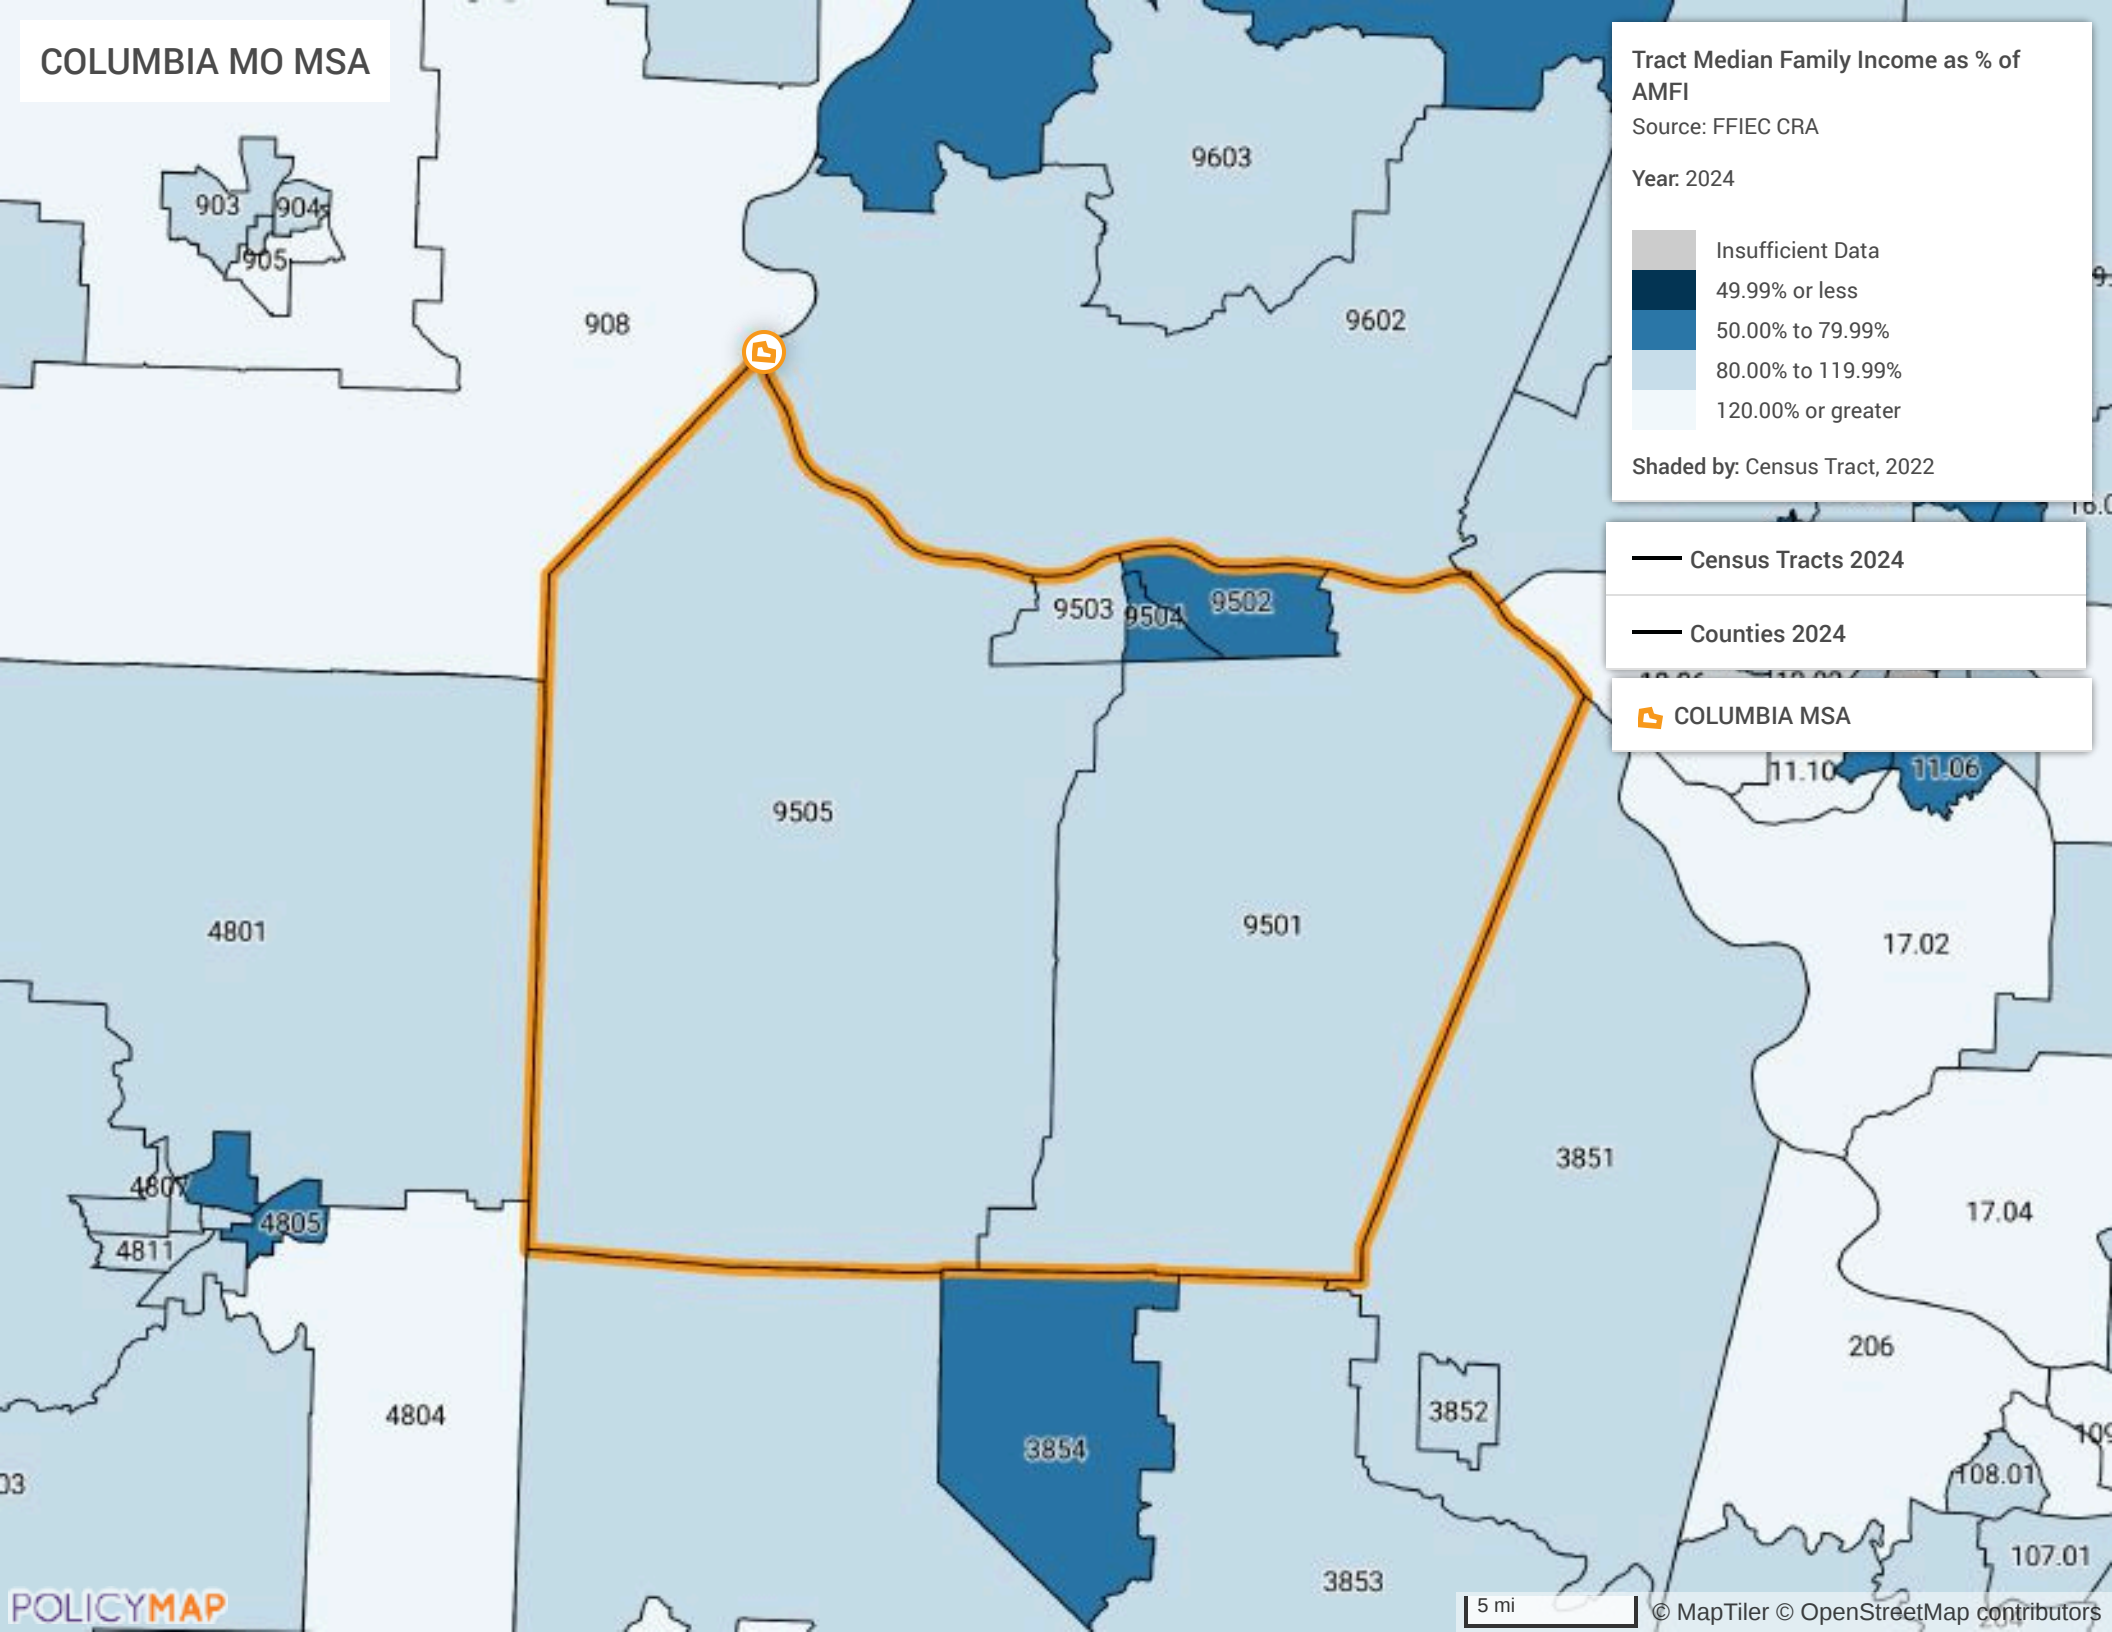 COLUMBIA MO MSA
Tract Median Family Income as % of
AMFI
Source: FFIEC CRA
Year: 2024
Insufficient Data
49.99% or less
50.00% to 79.99%
80.00% to 119.99%
120.00% or greater
Shaded by: Census Tract, 2022
Census Tracts 2024
Counties 2024
COLUMBIA MSA
9603
903
904
905
908
9602
9503
9504
9502
11.10
11.06
9505
9501
4801
17.02
3851
4807
4805
4811
17.04
206
4804
3852
3854
108.01
107.01
3853
03
109
5 mi
POLICYMAP
© MapTiler © OpenStreetMap contributors